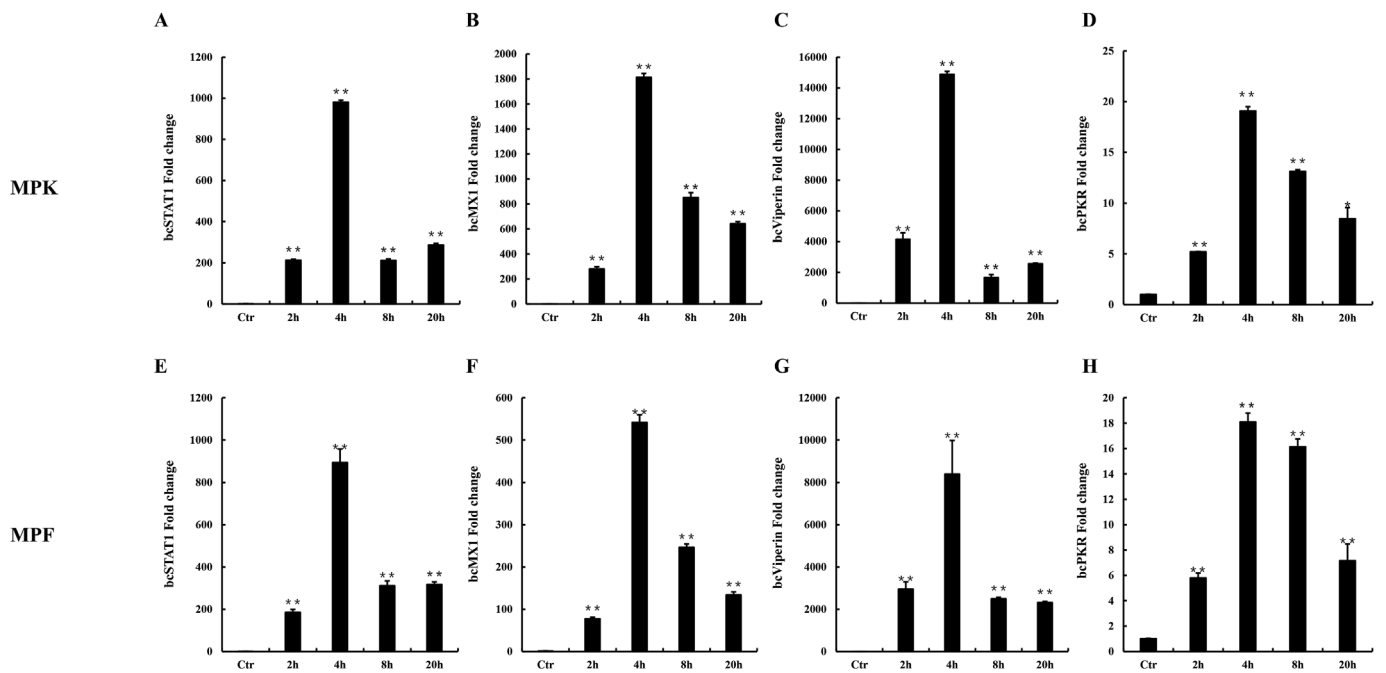 A
bcSTAT1 Fold change
1200
1000
800
600
400
200
0
** ** ** **
Ctr 2h 4h 8h 20h
B
bcMX1 Fold change
2000
1800
1600
1400
1200
1000
800
600
400
200
0
** ** ** **
Ctr 2h 4h 8h 20h
C
bcViperin Fold change
16000
14000
12000
10000
8000
6000
4000
2000
0
** ** ** **
Ctr 2h 4h 8h 20h
D
bcPKR Fold change
25
20
15
10
5
0
** ** ** *
Ctr 2h 4h 8h 20h
MPK
E
bcSTAT1 Fold change
1200
1000
800
600
400
200
0
** ** ** **
Ctr 2h 4h 8h 20h
F
bcMX1 Fold change
600
500
400
300
200
100
0
** ** ** **
Ctr 2h 4h 8h 20h
G
bcViperin Fold change
12000
10000
8000
6000
4000
2000
0
** ** ** **
Ctr 2h 4h 8h 20h
H
bcPKR Fold change
20
18
16
14
12
10
8
6
4
2
0
** ** ** **
Ctr 2h 4h 8h 20h
MPF